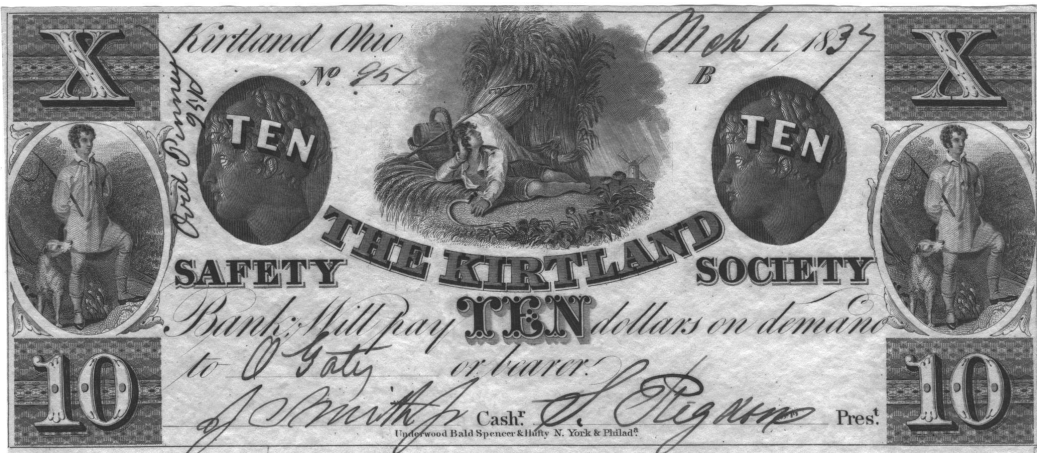 X X
Kirtland Ohio Mch 1, 1837
No. 951 B
TEN TEN
THE KIRTLAND
SAFETY SOCIETY
Bank; Will pay TEN dollars on demand
to O Gates or bearer.
J Smith Jr Cashr. S Rigdon Prest.
Underwood Bald Spencer & Hufty N. York & Philada.
10 10